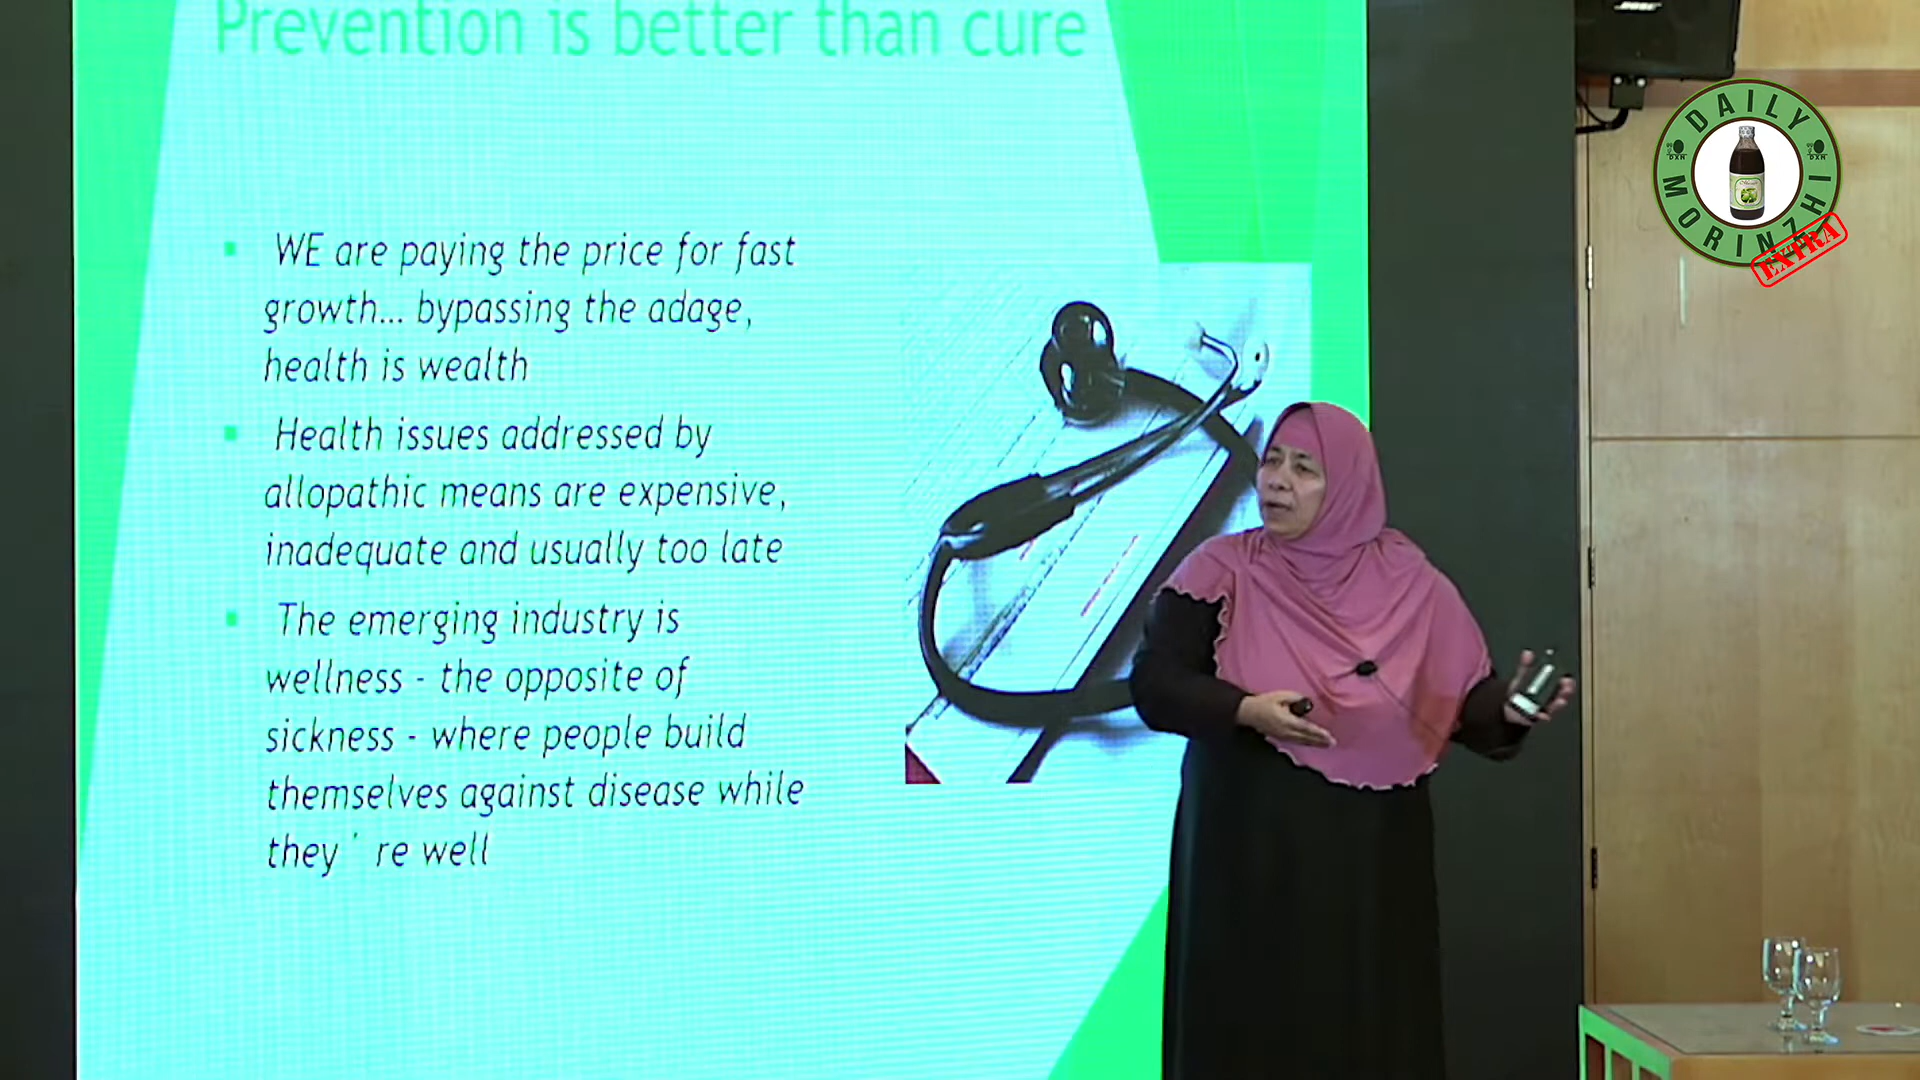 Prevention is better than cure
▪ WE are paying the price for fast
growth... bypassing the adage,
health is wealth
▪ Health issues addressed by
allopathic means are expensive,
inadequate and usually too late
▪ The emerging industry is
wellness - the opposite of
sickness - where people build
themselves against disease while
they ' re well
DAILY
MORINZHI
EXTRA
DXN
DXN